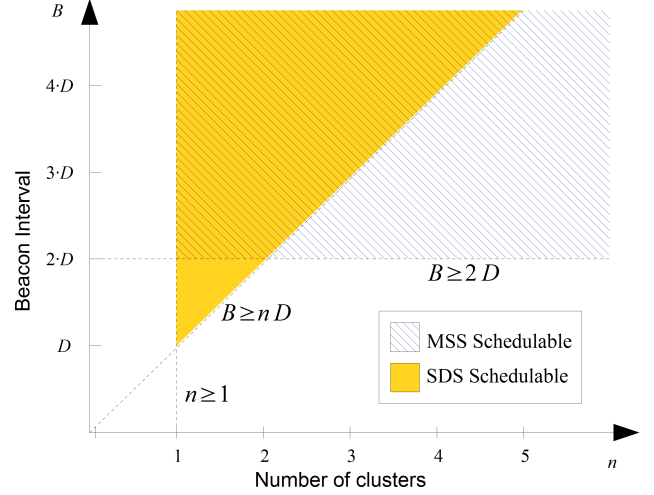 B
4·D
3·D
2·D
D
Beacon Interval
B ≥ 2 D
B ≥ n D
n ≥ 1
MSS Schedulable
SDS Schedulable
1 2 3 4 5 n
Number of clusters